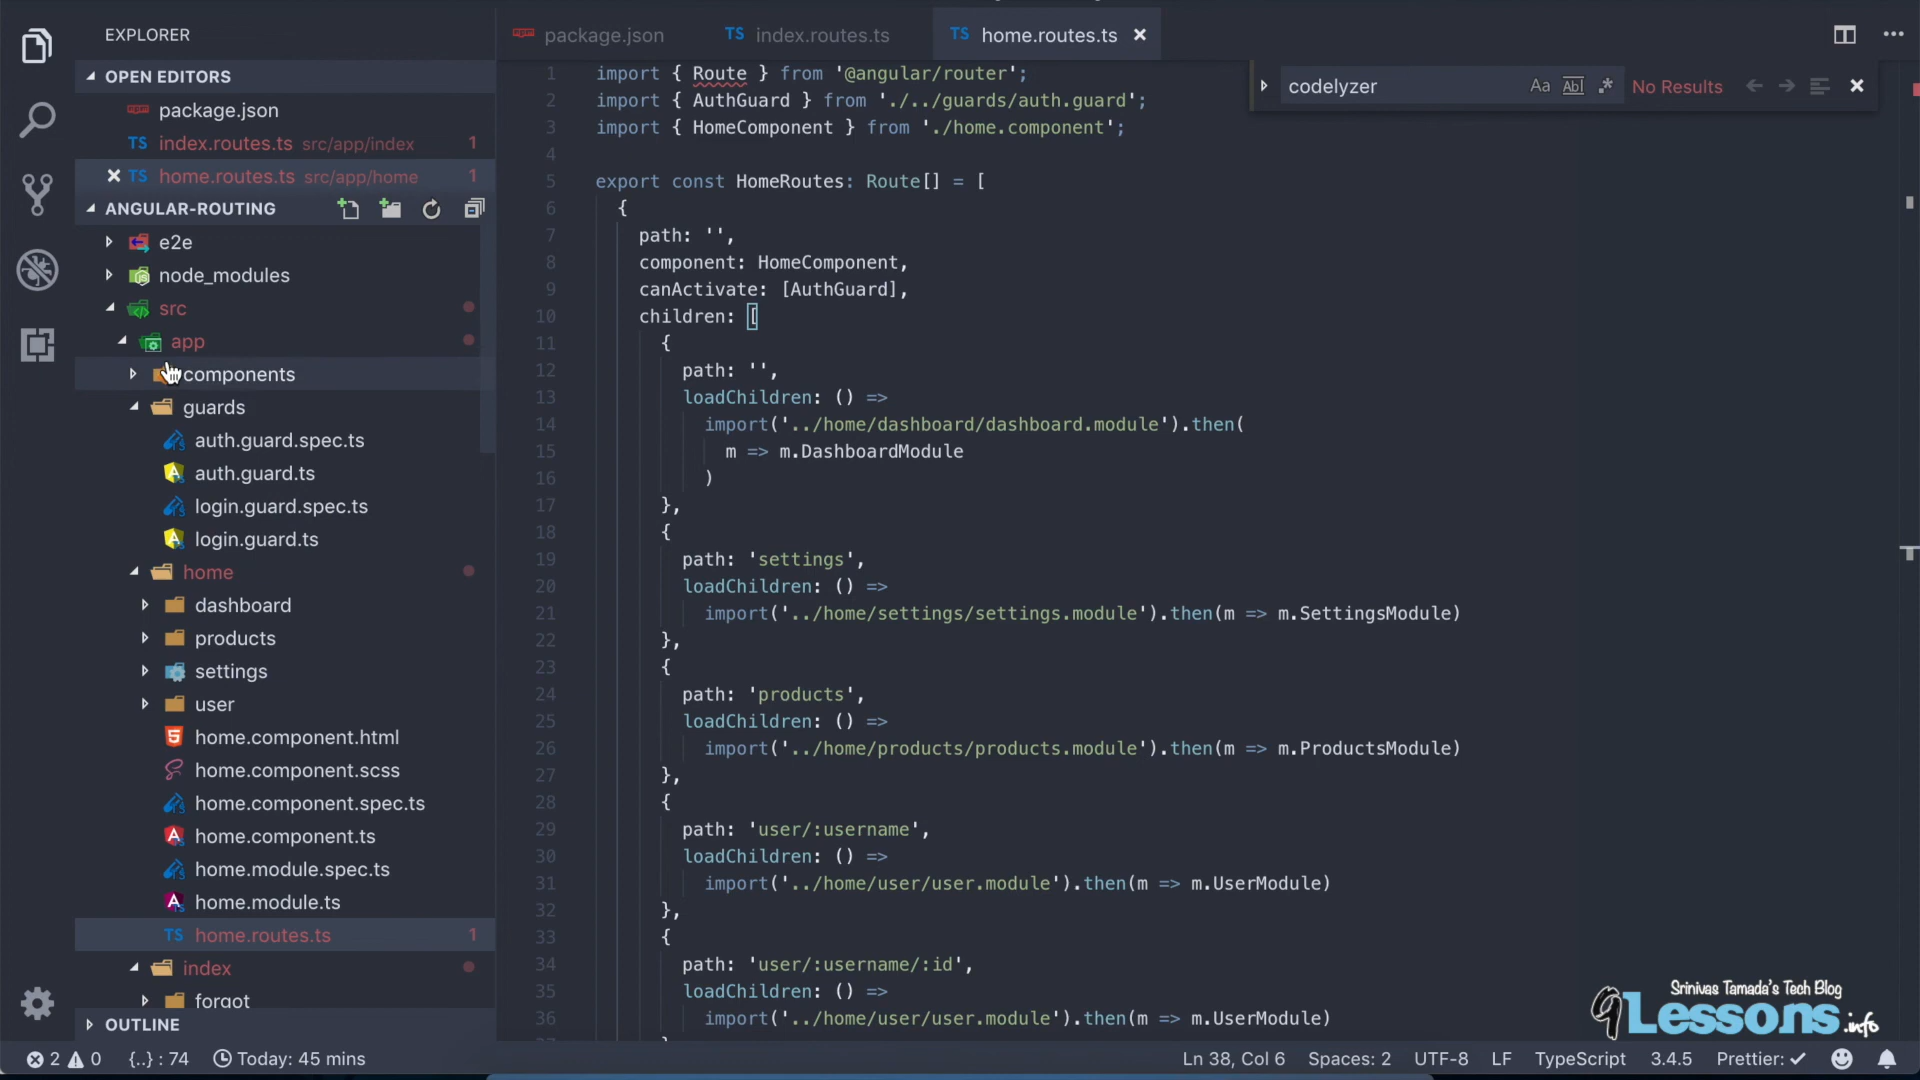 EXPLORER
OPEN EDITORS
package.json
TS index.routes.ts src/app/index 1
TS home.routes.ts src/app/home 1
ANGULAR-ROUTING
e2e
node_modules
src
app
components
guards
auth.guard.spec.ts
auth.guard.ts
login.guard.spec.ts
login.guard.ts
home
dashboard
products
settings
user
home.component.html
home.component.scss
home.component.spec.ts
home.component.ts
home.module.spec.ts
home.module.ts
TS home.routes.ts 1
index
forgot
OUTLINE
package.json TS index.routes.ts TS home.routes.ts
codelyzer Aa Abl .* No Results
1 import { Route } from '@angular/router';
2 import { AuthGuard } from './../guards/auth.guard';
3 import { HomeComponent } from './home.component';
4
5 export const HomeRoutes: Route[] = [
6 {
7 path: '',
8 component: HomeComponent,
9 canActivate: [AuthGuard],
10 children: [
11 {
12 path: '',
13 loadChildren: () =>
14 import('../home/dashboard/dashboard.module').then(
15 m => m.DashboardModule
16 )
17 },
18 {
19 path: 'settings',
20 loadChildren: () =>
21 import('../home/settings/settings.module').then(m => m.SettingsModule)
22 },
23 {
24 path: 'products',
25 loadChildren: () =>
26 import('../home/products/products.module').then(m => m.ProductsModule)
27 },
28 {
29 path: 'user/:username',
30 loadChildren: () =>
31 import('../home/user/user.module').then(m => m.UserModule)
32 },
33 {
34 path: 'user/:username/:id',
35 loadChildren: () =>
36 import('../home/user/user.module').then(m => m.UserModule)
Srinivas Tamada's Tech Blog
9Lessons.info
2 0 {..} : 74 Today: 45 mins Ln 38, Col 6 Spaces: 2 UTF-8 LF TypeScript 3.4.5 Prettier: ✓